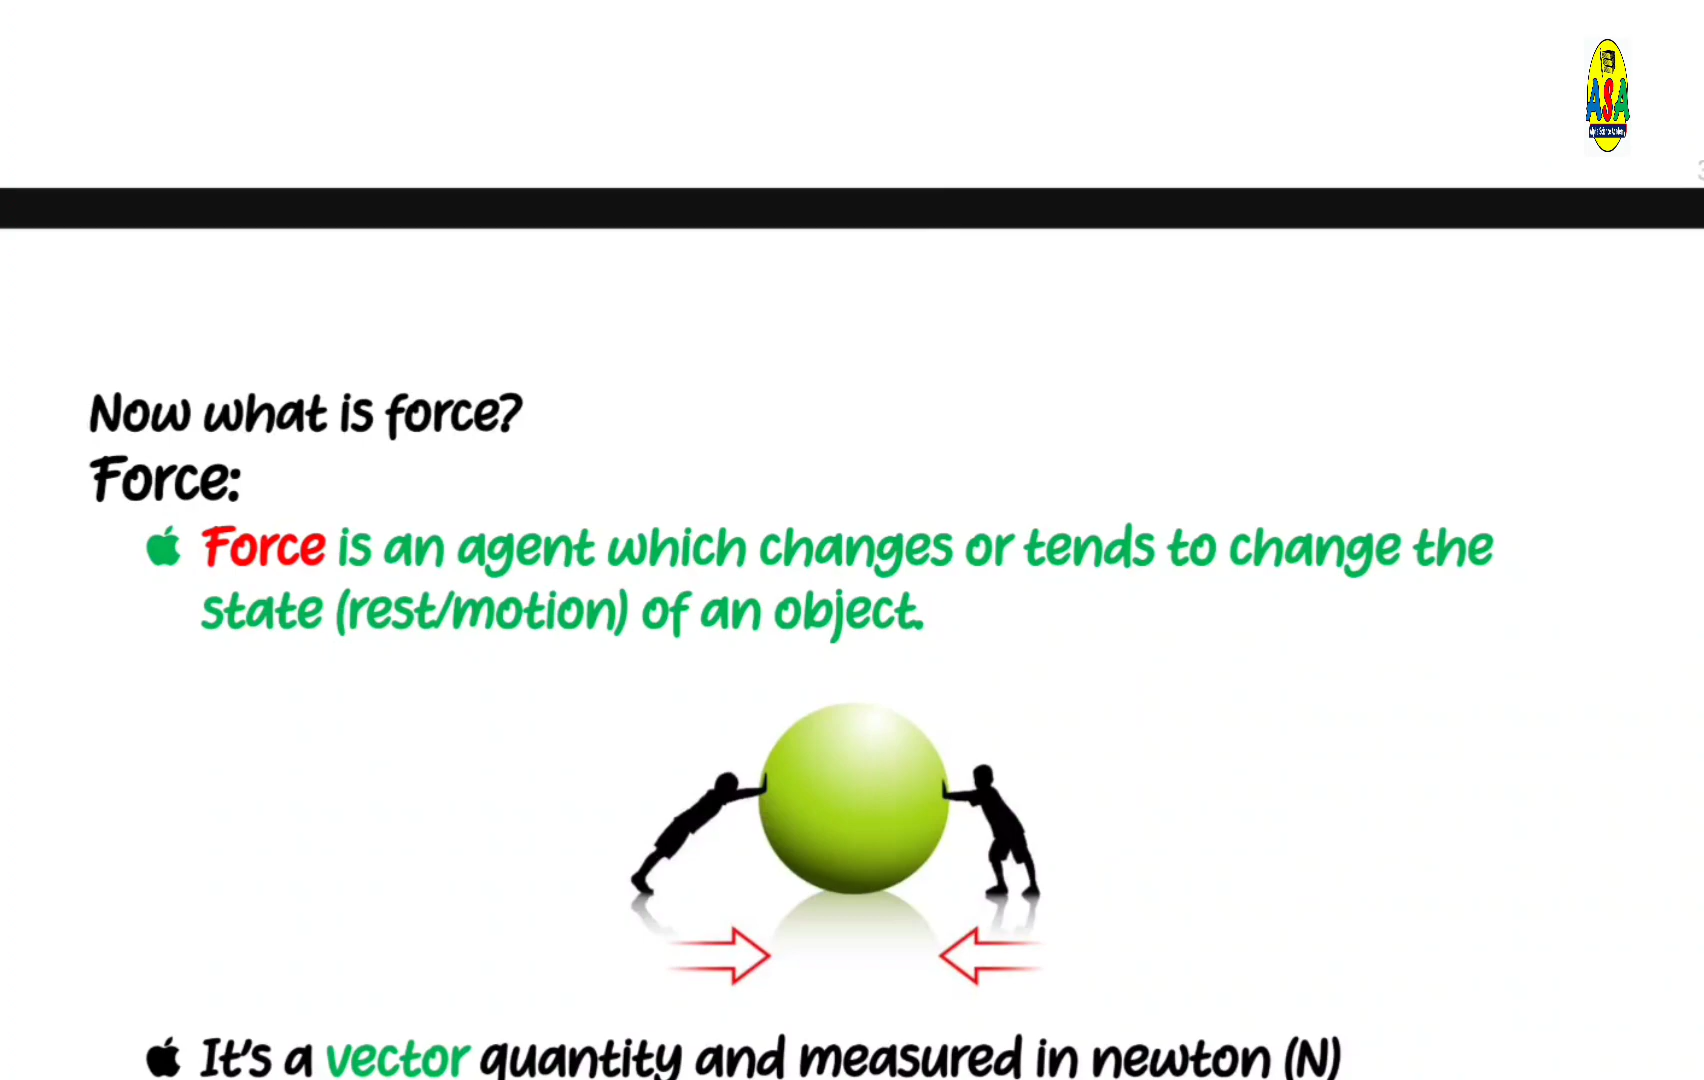 ASA
Now what is force?
Force:
Force is an agent which changes or tends to change the
state (rest/motion) of an object.
It's a vector quantity and measured in newton (N)